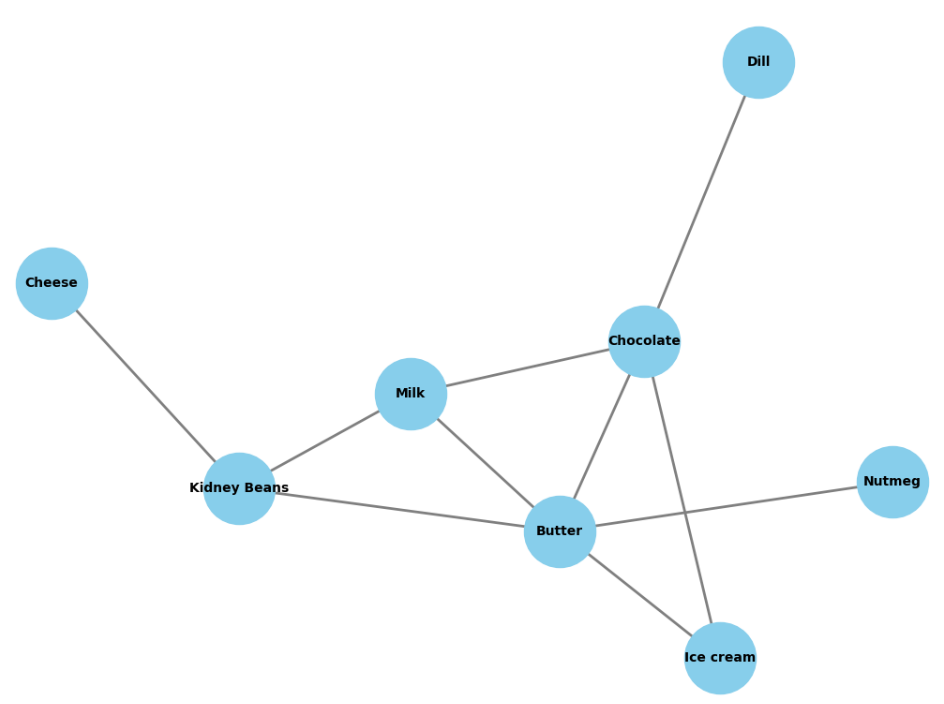 Dill
Cheese
Chocolate
Milk
Nutmeg
Kidney Beans
Butter
Ice cream